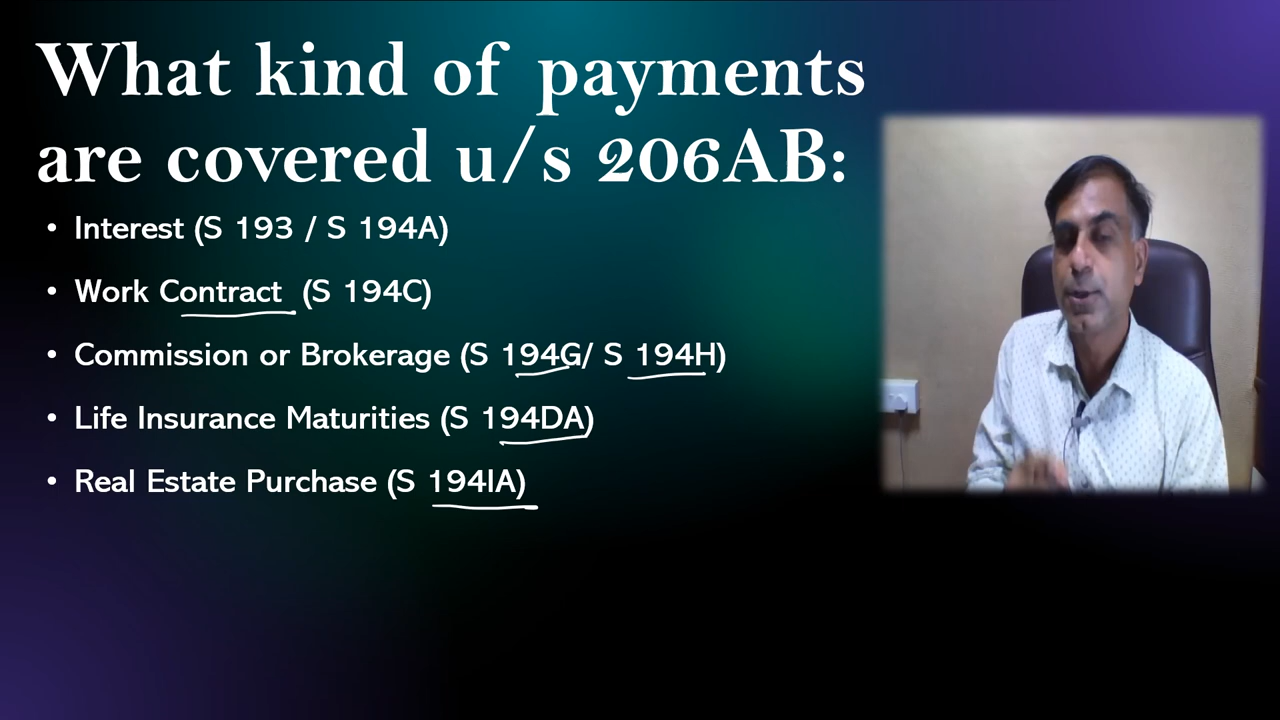 What kind of payments
are covered u/s 206AB:
• Interest (S 193 / S 194A)
• Work Contract (S 194C)
• Commission or Brokerage (S 194G/ S 194H)
• Life Insurance Maturities (S 194DA)
• Real Estate Purchase (S 194IA)